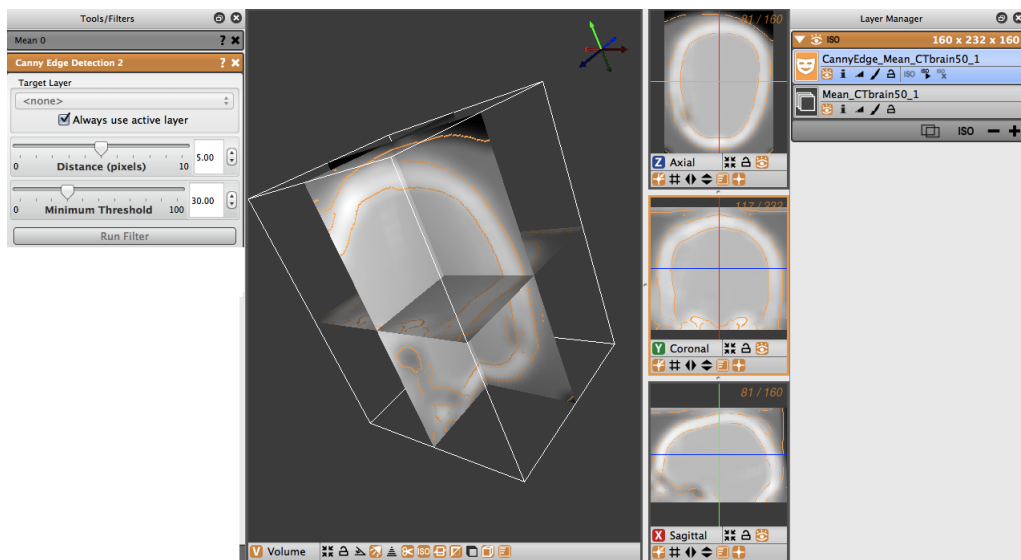 Tools/Filters
Mean 0
Canny Edge Detection 2
Target Layer
<none>
Always use active layer
0 10 5.00
Distance (pixels)
0 100 30.00
Minimum Threshold
Run Filter
V Volume
ISO
81 / 160
Z Axial
117 / 232
Y Coronal
81 / 160
X Sagittal
Layer Manager
ISO 160 x 232 x 160
CannyEdge_Mean_CTbrain50_1
ISO
Mean_CTbrain50_1
ISO